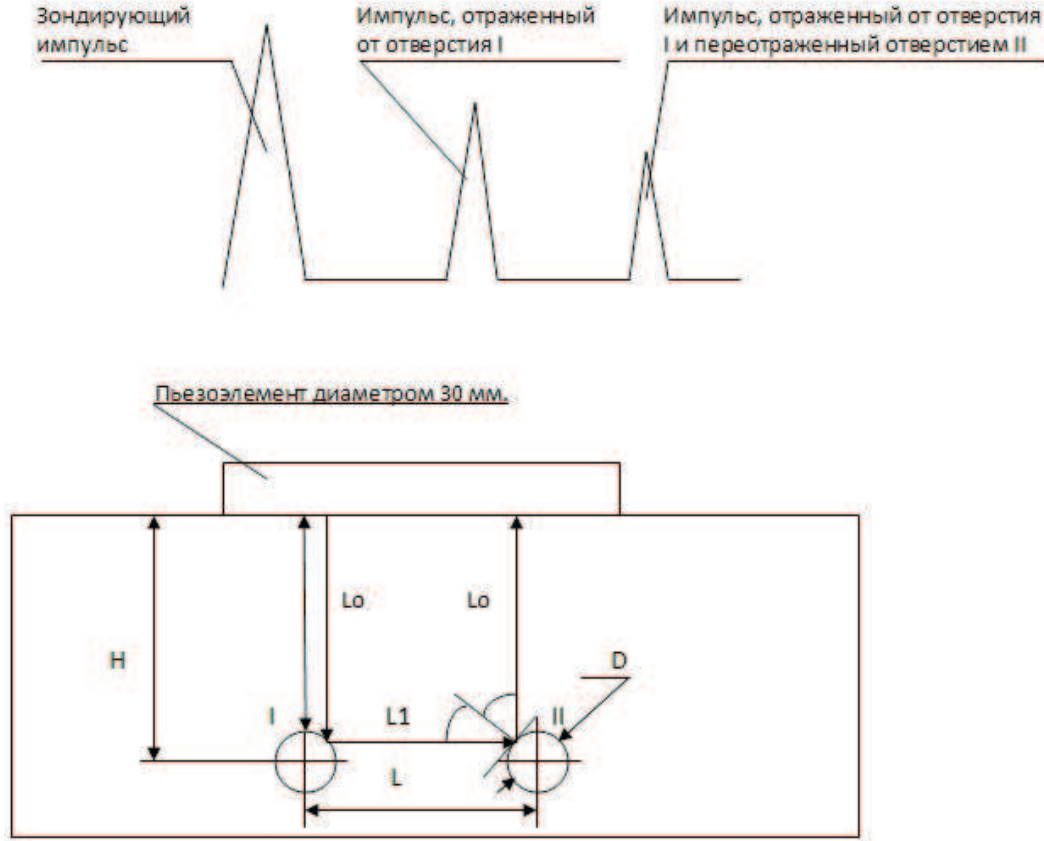 Зондирующий
импульс
Импульс, отраженный
от отверстия I
Импульс, отраженный от отверстия
I и переотраженный отверстием II
Пьезоэлемент диаметром 30 мм.
Lo
Lo
H
D
I
L1
II
L